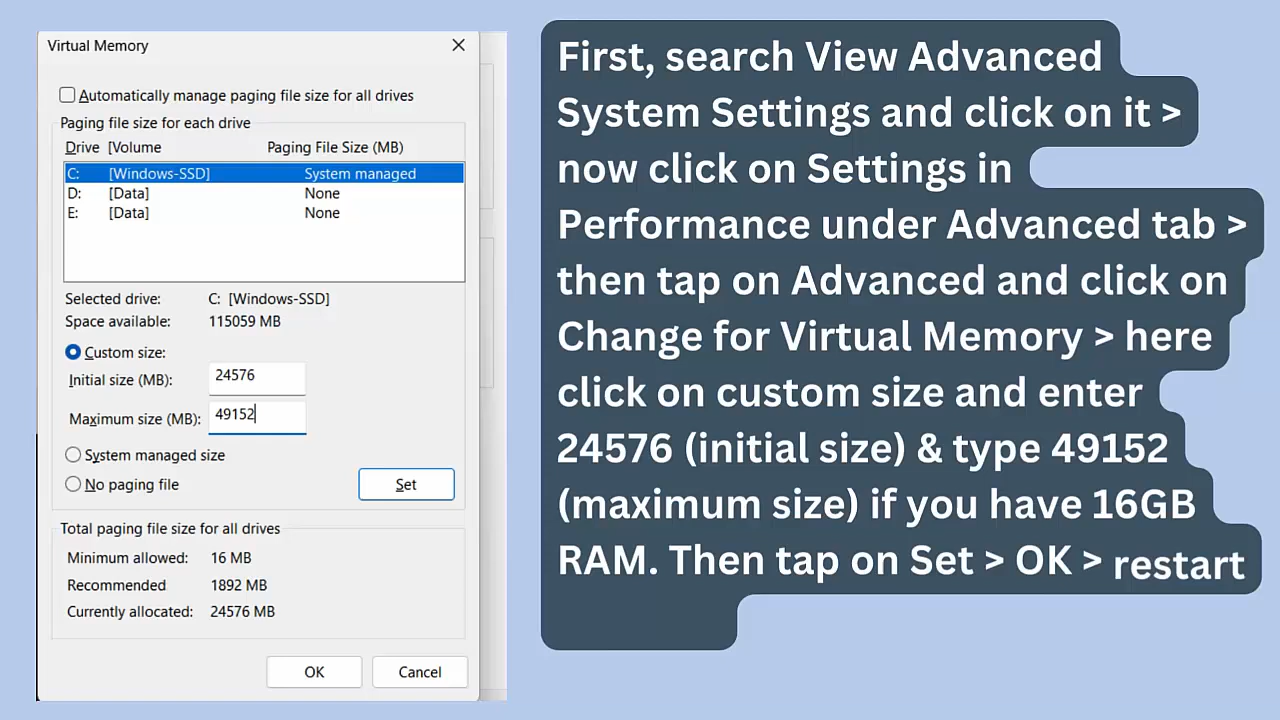 Virtual Memory
Automatically manage paging file size for all drives
Paging file size for each drive
Drive [Volume Paging File Size (MB)
C: [Windows-SSD] System managed
D: [Data] None
E: [Data] None
Selected drive: C: [Windows-SSD]
Space available: 115059 MB
Custom size:
Initial size (MB): 24576
Maximum size (MB): 49152
System managed size
No paging file
Set
Total paging file size for all drives
Minimum allowed: 16 MB
Recommended 1892 MB
Currently allocated: 24576 MB
OK Cancel
First, search View Advanced
System Settings and click on it >
now click on Settings in
Performance under Advanced tab >
then tap on Advanced and click on
Change for Virtual Memory > here
click on custom size and enter
24576 (initial size) & type 49152
(maximum size) if you have 16GB
RAM. Then tap on Set > OK > restart